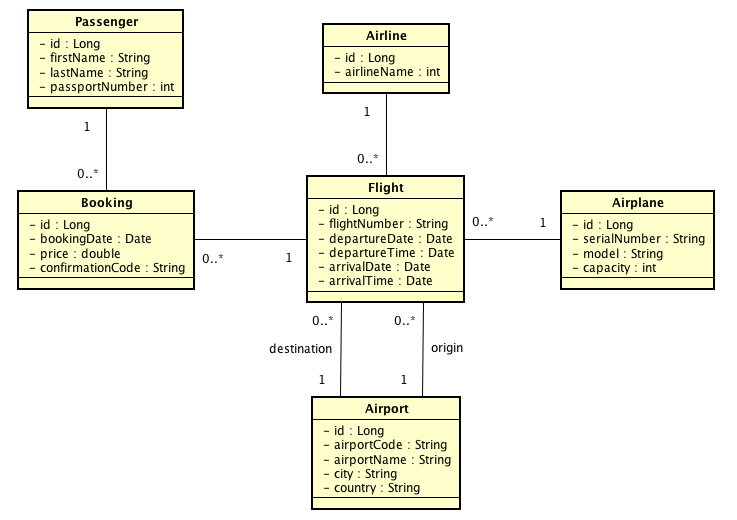 Passenger
- id : Long
- firstName : String
- lastName : String
- passportNumber : int
Airline
- id : Long
- airlineName : int
1
0..*
1
0..*
Booking
- id : Long
- bookingDate : Date
- price : double
- confirmationCode : String
0..*
1
Flight
- id : Long
- flightNumber : String
- departureDate : Date
- departureTime : Date
- arrivalDate : Date
- arrivalTime : Date
0..*
1
Airplane
- id : Long
- serialNumber : String
- model : String
- capacity : int
0..*
destination
1
0..*
origin
1
Airport
- id : Long
- airportCode : String
- airportName : String
- city : String
- country : String